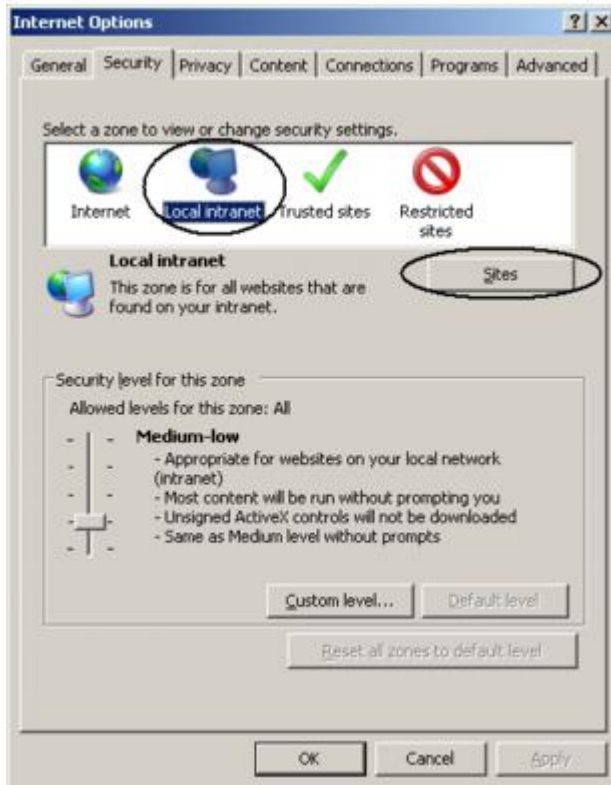 Internet Options
General Security Privacy Content Connections Programs Advanced
Select a zone to view or change security settings.
Internet Local intranet Trusted sites Restricted
sites
Local intranet
Sites
This zone is for all websites that are
found on your intranet.
Security level for this zone
Allowed levels for this zone: All
Medium-low
- Appropriate for websites on your local network
(intranet)
- Most content will be run without prompting you
- Unsigned ActiveX controls will not be downloaded
- Same as Medium level without prompts
Custom level... Default level
Reset all zones to default level
OK Cancel Apply